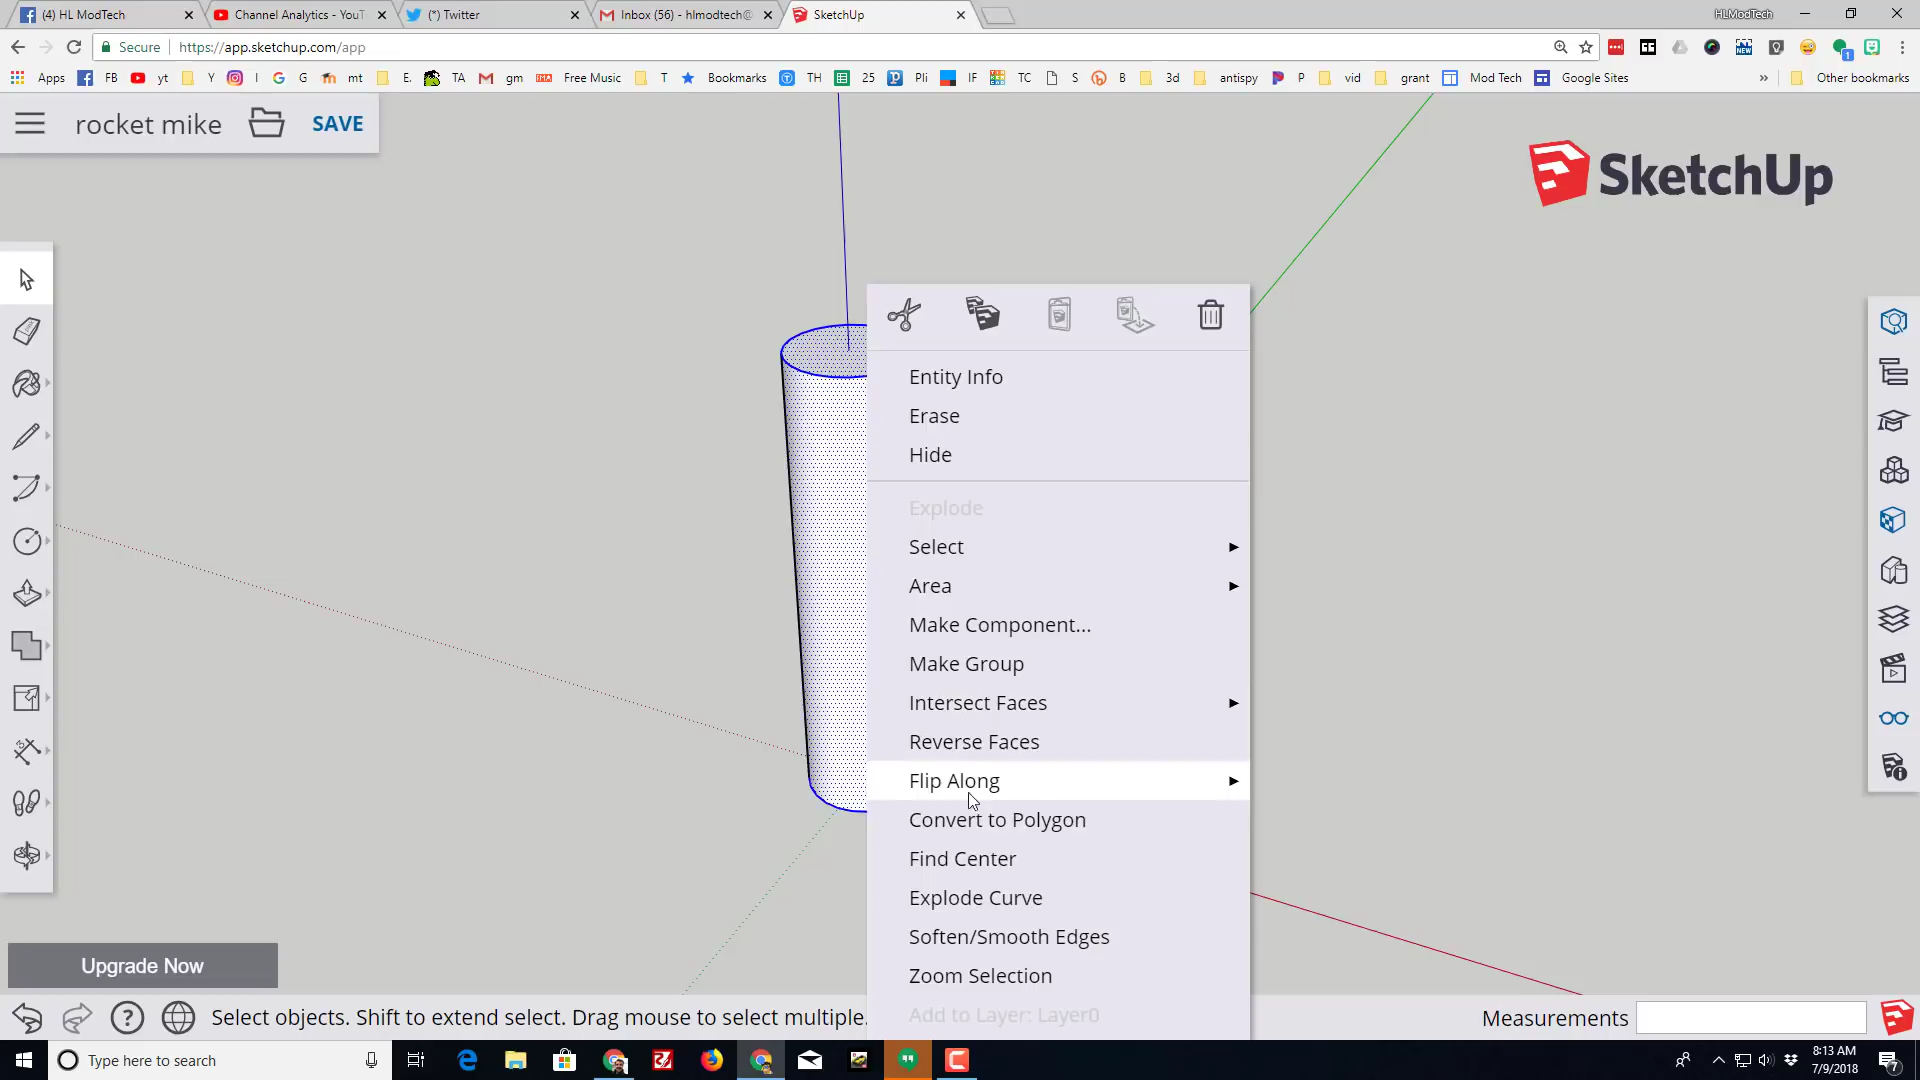 (4) HL ModTech
Channel Analytics - YouT
(*) Twitter
Inbox (56) - hlmodtech@
SketchUp
HLModTech
Secure
https://app.sketchup.com/app
Apps FB yt Y I G mt E. TA gm IMA Free Music T Bookmarks TH 25 Pli IF TC S B 3d antispy P vid grant Mod Tech Google Sites » Other bookmarks
rocket mike
SAVE
SketchUp
Entity Info
Erase
Hide
Explode
Select
Area
Make Component...
Make Group
Intersect Faces
Reverse Faces
Flip Along
Convert to Polygon
Find Center
Explode Curve
Soften/Smooth Edges
Zoom Selection
Add to Layer: Layer0
Upgrade Now
Select objects. Shift to extend select. Drag mouse to select multiple.
Measurements
Type here to search
8:13 AM
7/9/2018
7